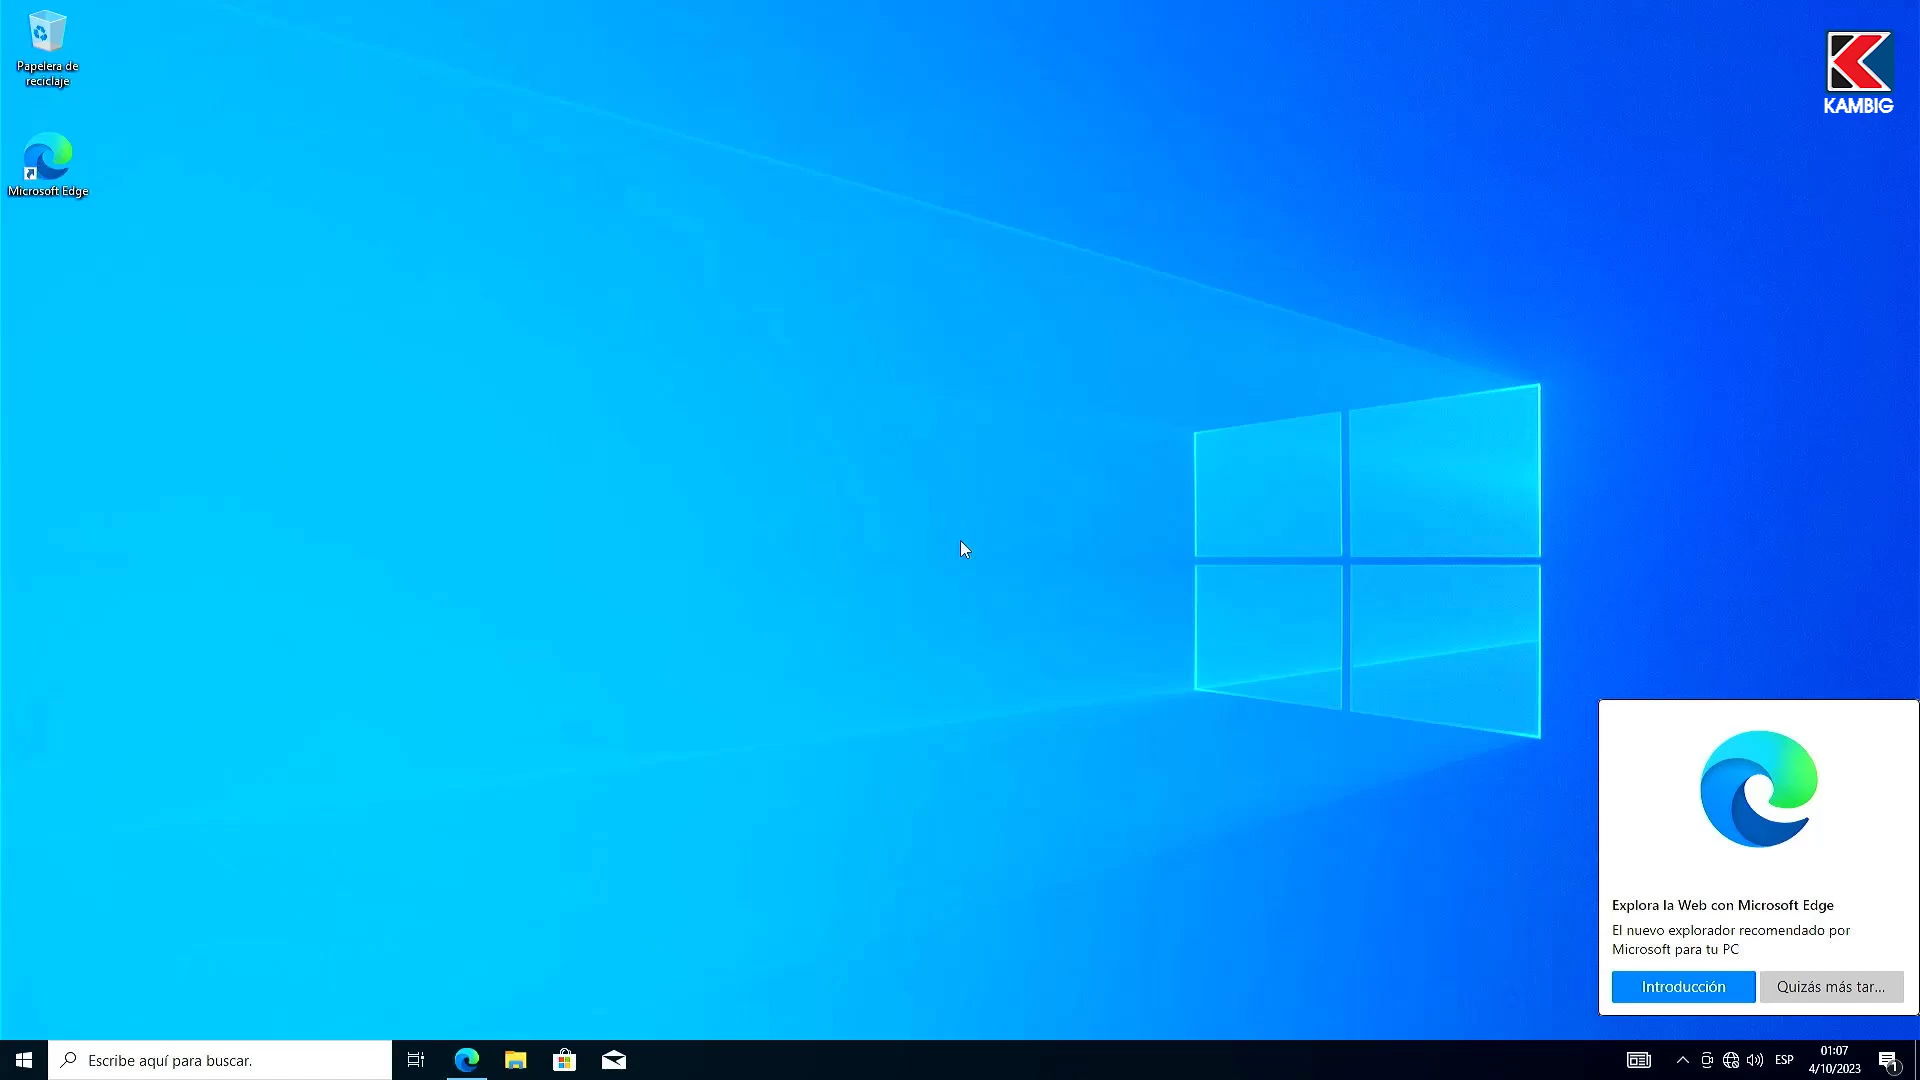 Papelera de
reciclaje
Microsoft Edge
KAMBIG
Explora la Web con Microsoft Edge
El nuevo explorador recomendado por
Microsoft para tu PC
Introducción
Quizás más tar...
Escribe aquí para buscar.
ESP
01:07
4/10/2023
1